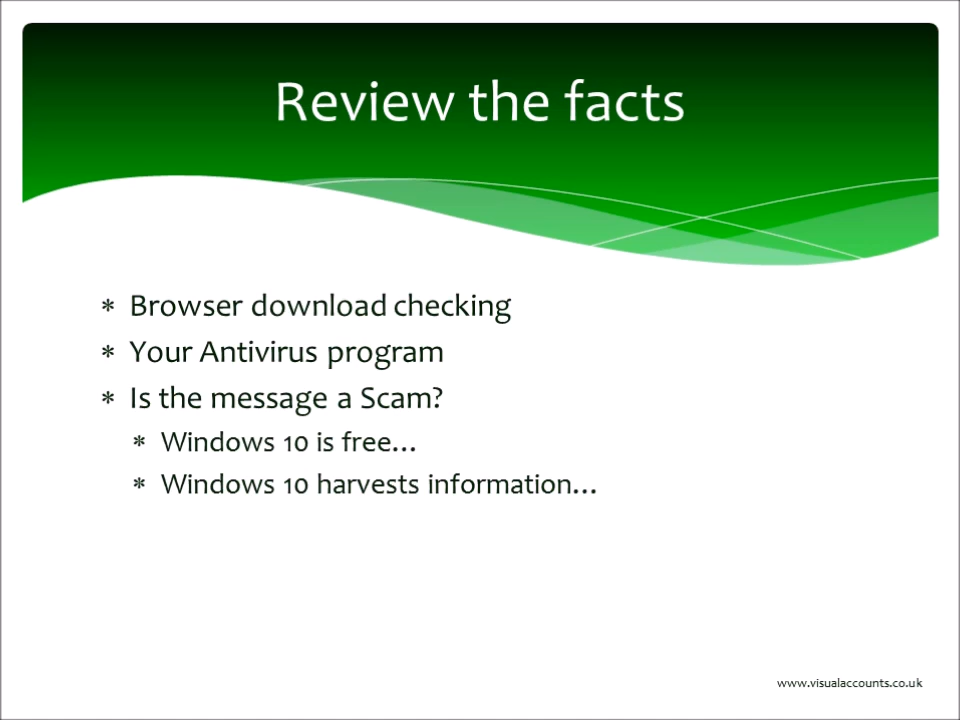 Review the facts
* Browser download checking
* Your Antivirus program
* Is the message a Scam?
* Windows 10 is free…
* Windows 10 harvests information…
www.visualaccounts.co.uk